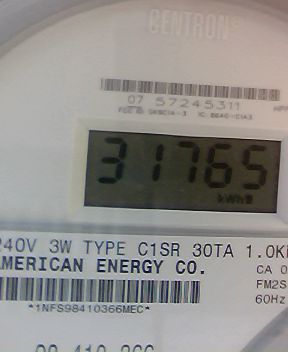 CENTRON®
07 57245311
31765
kWh
240V 3W TYPE C1SR 30TA 1.0K
AMERICAN ENERGY CO.
CA 0
FM2S
60Hz
*1NFS98410366MEC*